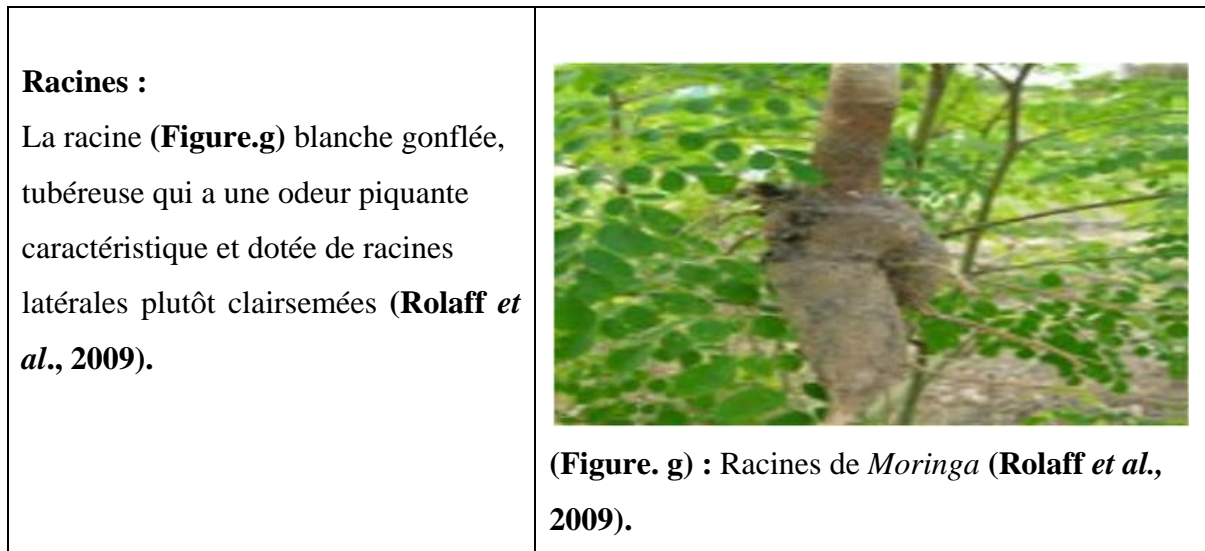 Racines :
La racine (Figure.g) blanche gonflée,
tubéreuse qui a une odeur piquante
caractéristique et dotée de racines
latérales plutôt clairsemées (Rolaff et
al., 2009).
(Figure. g) : Racines de Moringa (Rolaff et al.,
2009).